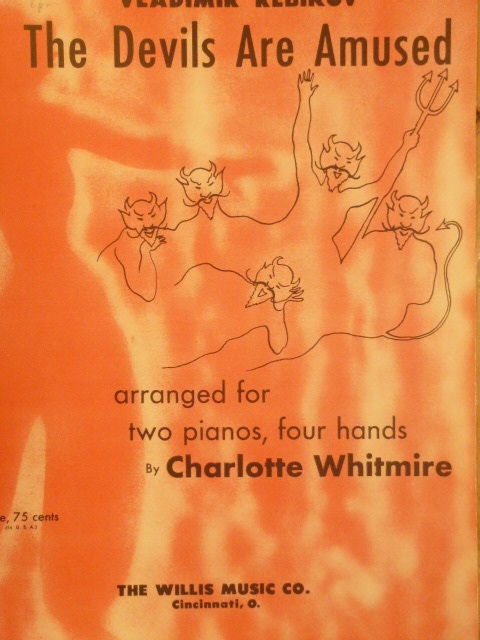 VLADIMIR REBIKOV
The Devils Are Amused
arranged for
two pianos, four hands
By Charlotte Whitmire
e, 75 cents
(In U. S. A.)
THE WILLIS MUSIC CO.
Cincinnati, O.